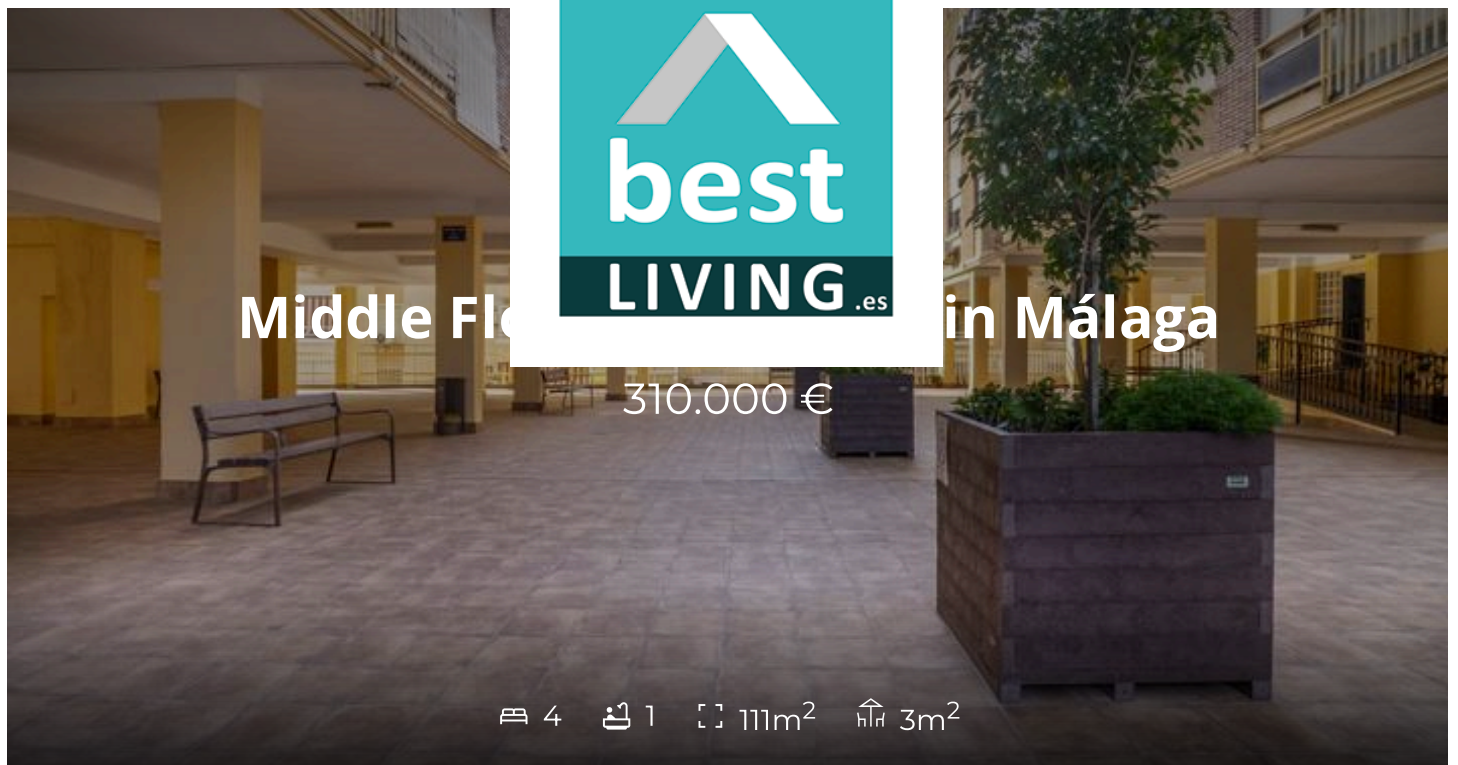 best
LIVING.es
Middle Fl in Málaga
310.000 €
4 1 111m² 3m²